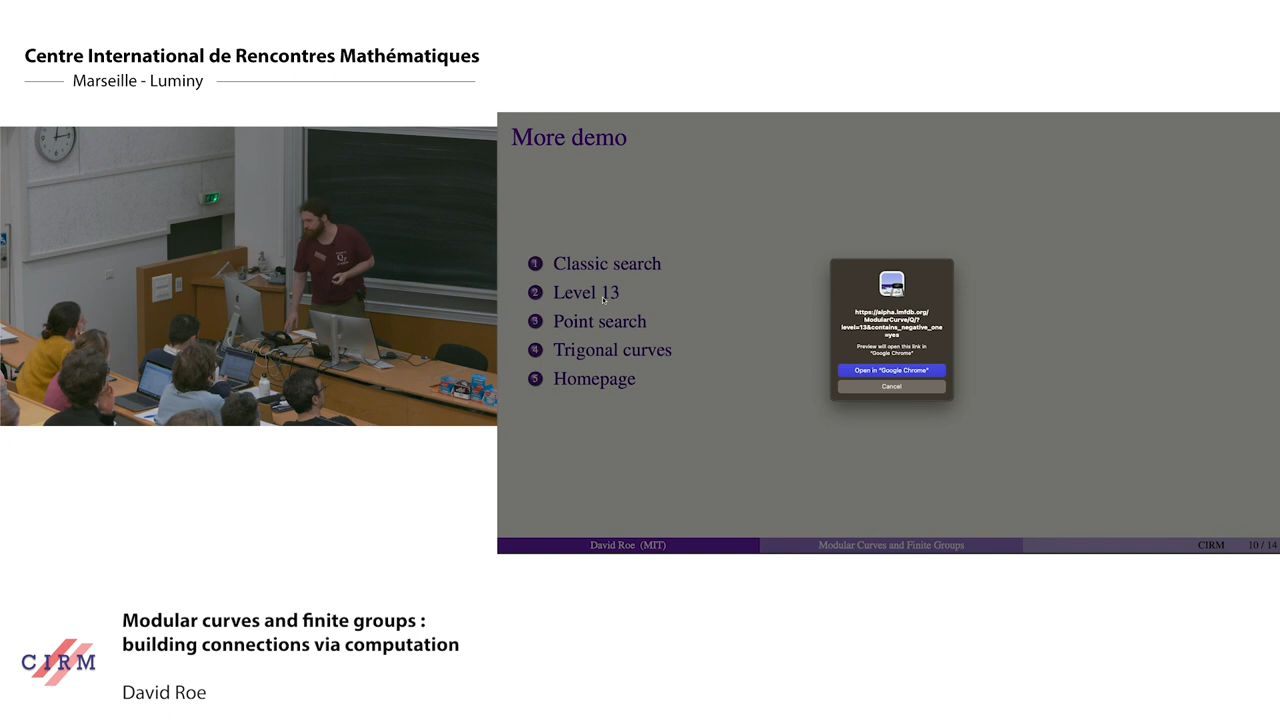 Centre International de Rencontres Mathématiques
Marseille - Luminy
More demo
1 Classic search
2 Level 13
3 Point search
4 Trigonal curves
5 Homepage
https://alpha.lmfdb.org/
ModularCurve/Q/?
level=13&contains_negative_one
=yes
Preview will open this link in
"Google Chrome"
Open in "Google Chrome"
Cancel
David Roe (MIT)
Modular Curves and Finite Groups
CIRM
10 / 14
CIRM
Modular curves and finite groups :
building connections via computation
David Roe